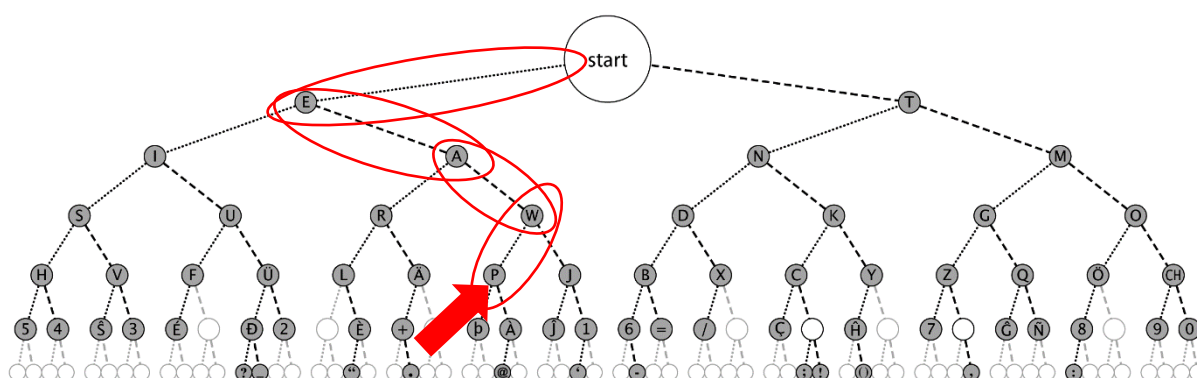 start
E T
I A N M
S U R W D K G O
H V F Ü L Ä P J B X C Y Z Q Ö CH
5 4 Ŝ 3 É Đ 2 È + þ À Ĵ 1 6 = / Ç Ĥ 7 Ĝ Ñ 8 9 0
? _ “ . @ ‘ - ; ! () , :